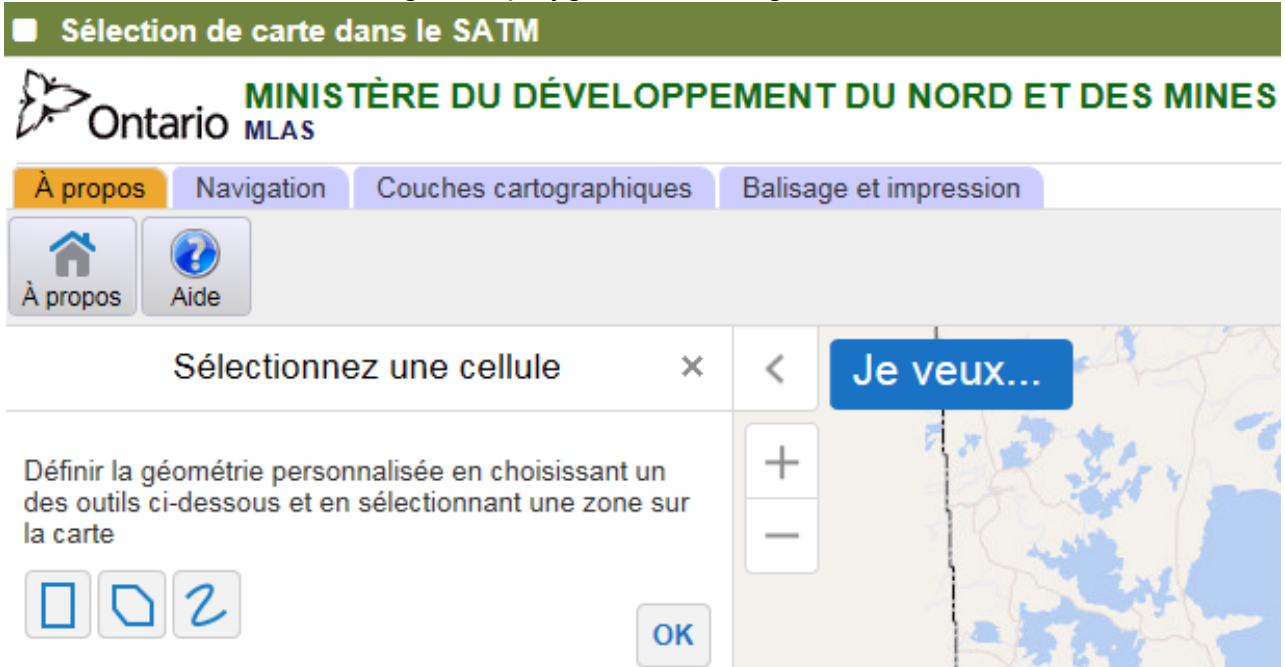 Sélection de carte dans le SATM
Ontario MINISTÈRE DU DÉVELOPPEMENT DU NORD ET DES MINES
MLAS
À propos Navigation Couches cartographiques Balisage et impression
À propos Aide
Sélectionnez une cellule ×
Je veux...
Définir la géométrie personnalisée en choisissant un
des outils ci-dessous et en sélectionnant une zone sur
la carte
OK